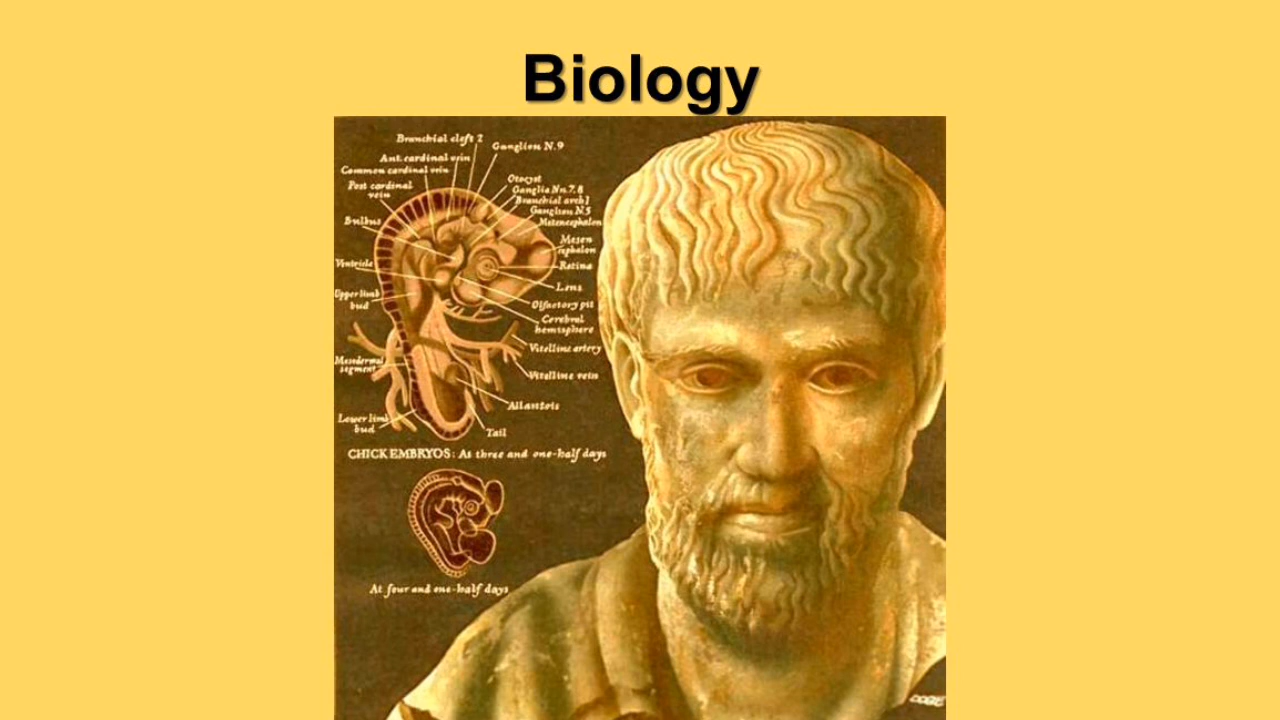 Biology
Branchial cleft 2
Ganglion N.9
Ant. cardinal vein
Common cardinal vein
Post cardinal
vein
Otocyst
Ganglia Nn.7.8
Branchial arch 1
Ganglion N.5
Metencephalon
Bulbus
Mesen
cephalon
Ventricle
Retina
Lens
Upper limb
bud
Olfactory pit
Cerebral
hemisphere
Vitelline artery
Mesodermal
segment
Vitelline vein
Allantois
Lower limb
bud
Tail
CHICK EMBRYOS: At three and one-half days
At four and one-half days